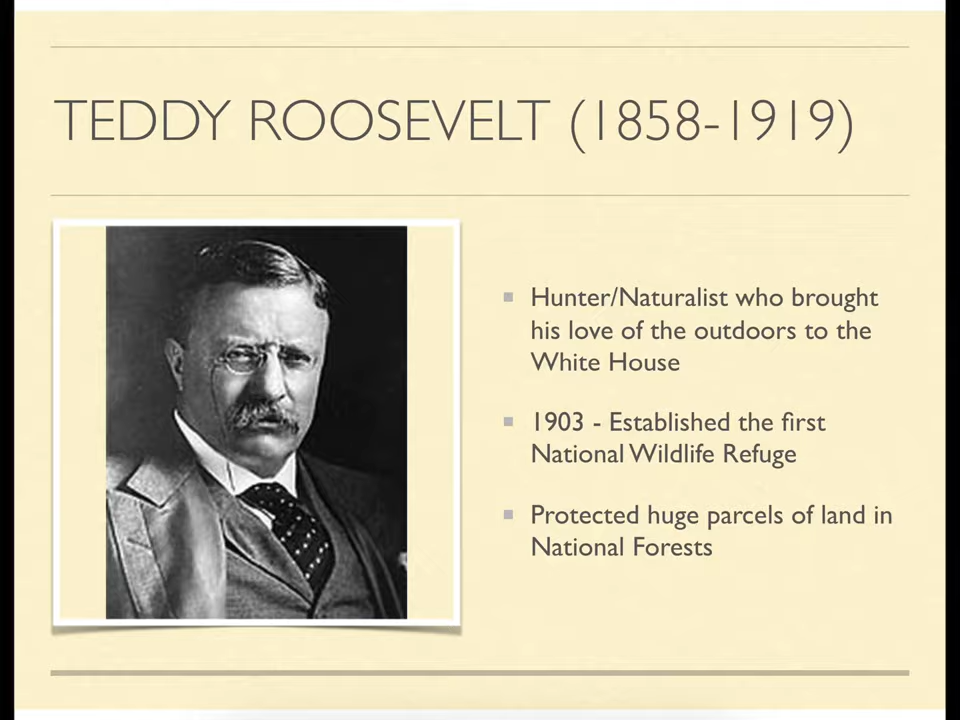 TEDDY ROOSEVELT (1858-1919)
Hunter/Naturalist who brought
his love of the outdoors to the
White House
1903 - Established the first
National Wildlife Refuge
Protected huge parcels of land in
National Forests